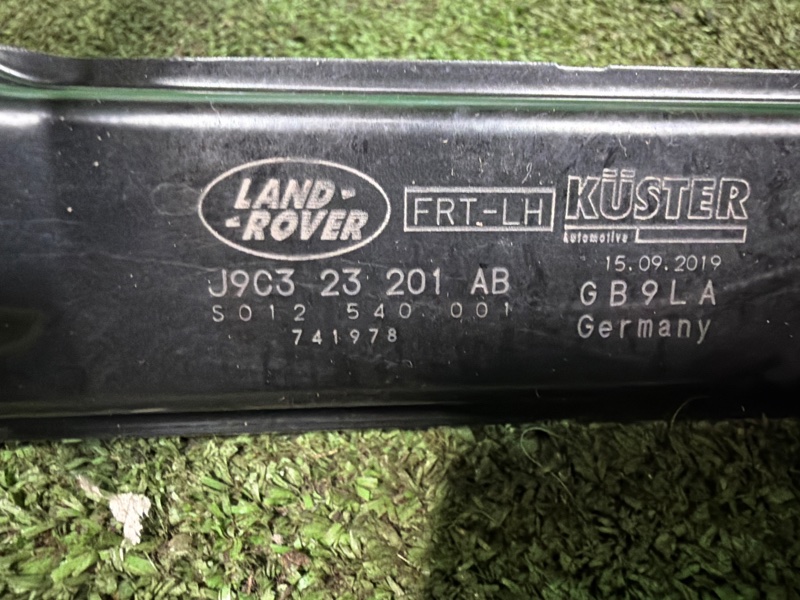 LAND-
-ROVER
FRT.-LH
KÜSTER
Automotive
15.09.2019
J9C3 23 201 AB
GB9LA
S012 540 001
Germany
741978